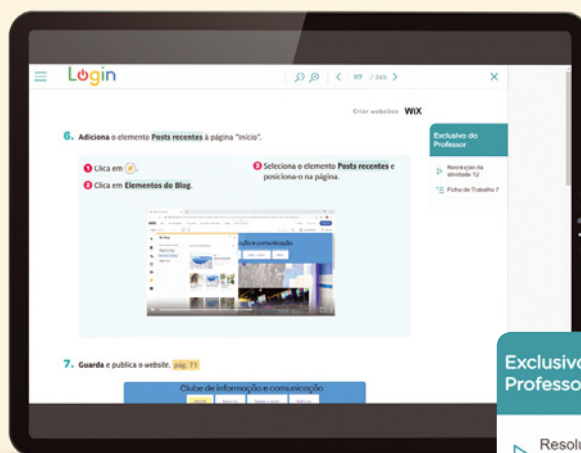 Login
117 / 245
Criar websites WiX
6. Adiciona o elemento Posts recentes à página "Início".
1 Clica em
2 Clica em Elementos do Blog.
3 Seleciona o elemento Posts recentes e
posiciona-o na página.
Exclusivo do
Professor
Resolução da
atividade 12
Ficha de Trabalho 7
7. Guarda e publica o website. pág. 71
Clube de informação e comunicação
Exclusivo
Professo
Resolu